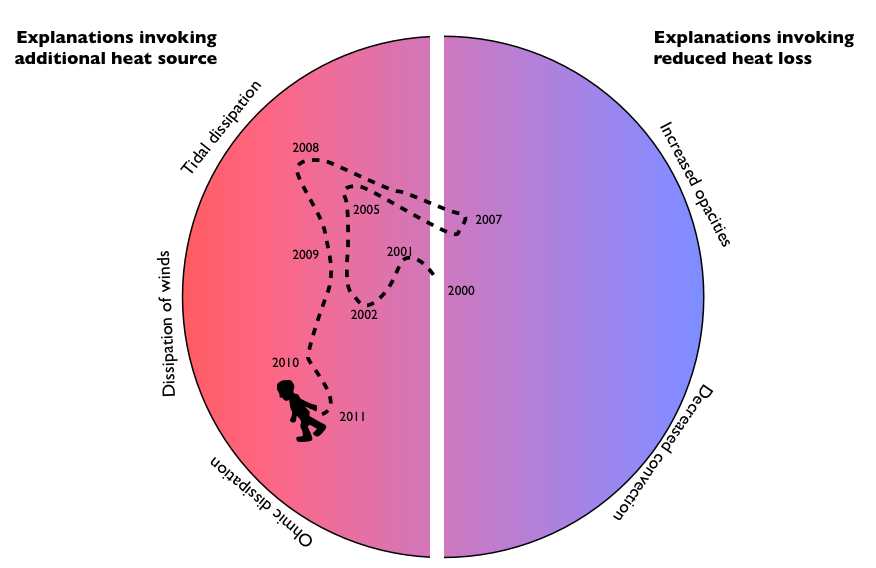 Explanations invoking
additional heat source
Explanations invoking
reduced heat loss
Tidal dissipation
Increased opacities
2008
2005
2007
2009
2001
2000
Dissipation of winds
2002
2010
2011
Decreased convection
Ohmic dissipation